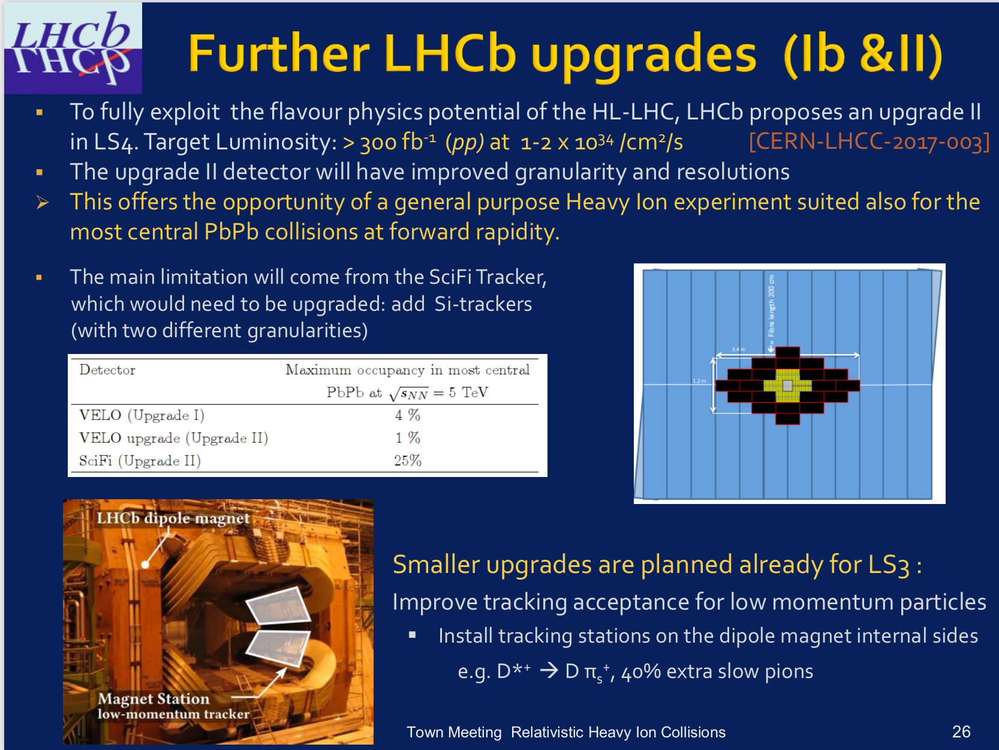 LHCb
LHCb
Further LHCb upgrades (Ib &II)
▪ To fully exploit the flavour physics potential of the HL-LHC, LHCb proposes an upgrade II
in LS4. Target Luminosity: > 300 fb⁻¹ (pp) at 1-2 x 10³⁴ /cm²/s [CERN-LHCC-2017-003]
▪ The upgrade II detector will have improved granularity and resolutions
➢ This offers the opportunity of a general purpose Heavy Ion experiment suited also for the
most central PbPb collisions at forward rapidity.
▪ The main limitation will come from the SciFi Tracker,
which would need to be upgraded: add Si-trackers
(with two different granularities)
Detector Maximum occupancy in most central
PbPb at √sNN = 5 TeV
VELO (Upgrade I) 4 %
VELO upgrade (Upgrade II) 1 %
SciFi (Upgrade II) 25%
Fibre length 200 cm
3.4 m
1.2 m
LHCb dipole magnet
Magnet Station
low-momentum tracker
Smaller upgrades are planned already for LS3 :
Improve tracking acceptance for low momentum particles
▪ Install tracking stations on the dipole magnet internal sides
e.g. D*⁺ → D πs⁺, 40% extra slow pions
Town Meeting Relativistic Heavy Ion Collisions
26